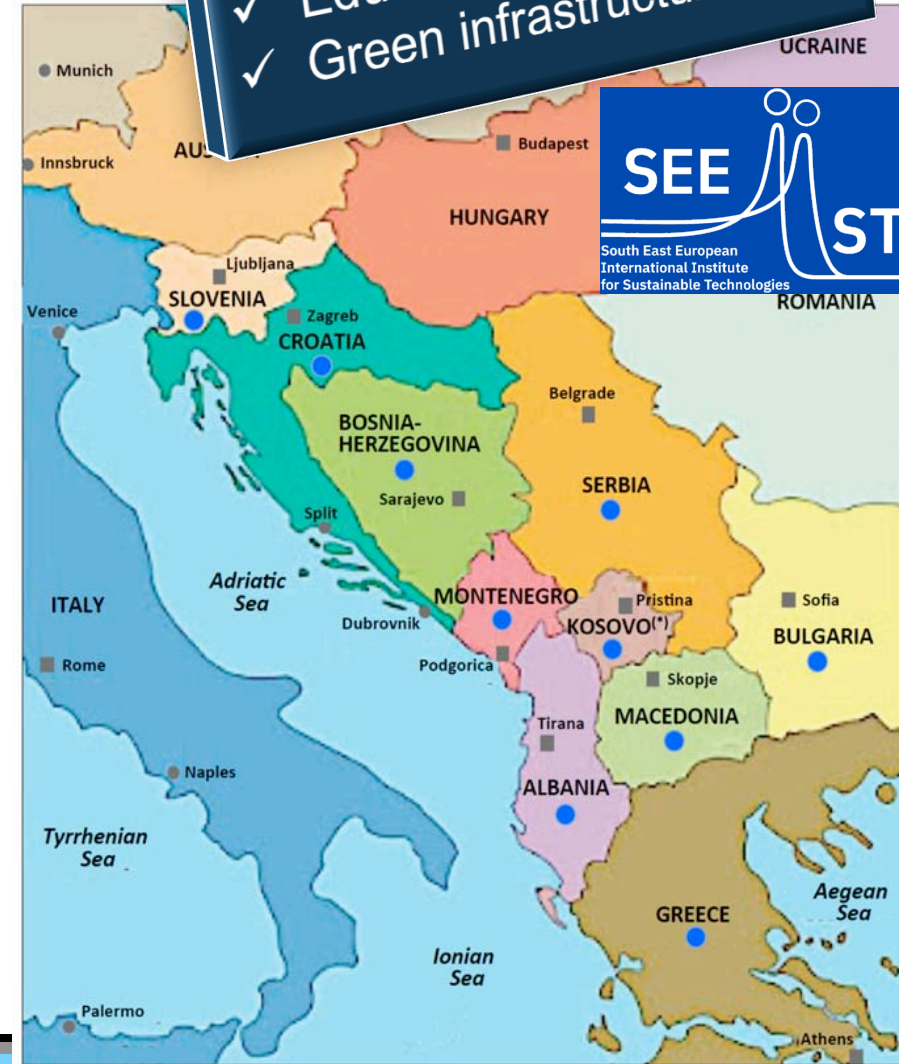 Green infrastructu
UCRAINE
Munich
Budapest
Innsbruck
SEE
ST
HUNGARY
South East European
International Institute
for Sustainable Technologies
Ljubljana
SLOVENIA
ROMANIA
Venice
Zagreb
CROATIA
Belgrade
BOSNIA-
HERZEGOVINA
SERBIA
Sarajevo
Split
Adriatic
Sea
ITALY
MONTENEGRO
Pristina
Sofia
Dubrovnik
KOSOVO(*)
BULGARIA
Rome
Podgorica
Skopje
MACEDONIA
Tirana
Naples
ALBANIA
Tyrrhenian
Sea
Aegean
Sea
GREECE
Ionian
Sea
Palermo
Athens